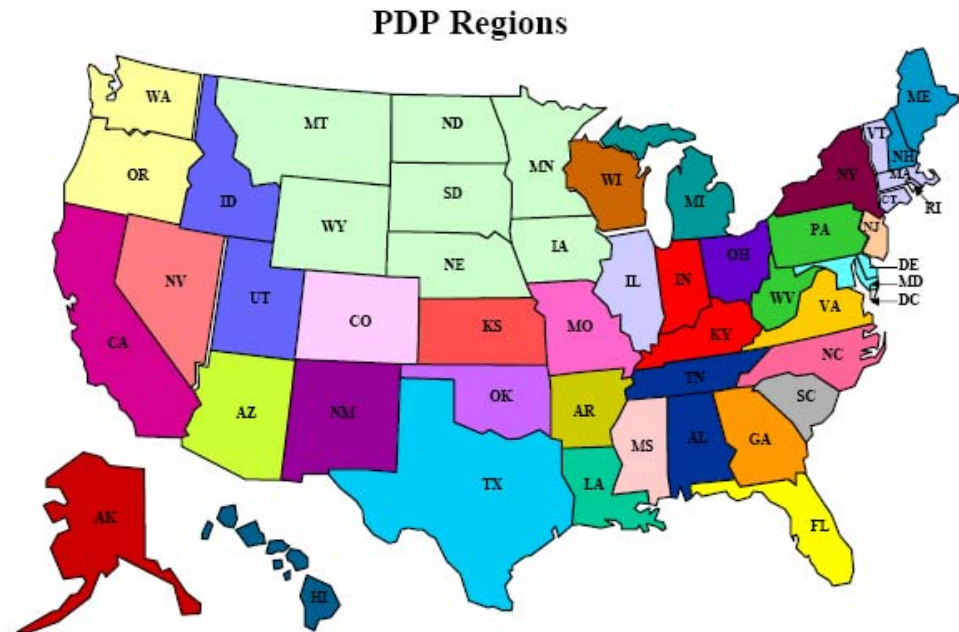 PDP Regions
WA
MT
ND
MN
ME
VT
NH
OR
ID
SD
WI
MI
NY
MA
CT
RI
WY
IA
NE
PA
NJ
NV
UT
CO
IL
IN
OH
WV
DE
MD
DC
VA
CA
KS
MO
KY
NC
AZ
NM
OK
AR
TN
SC
TX
LA
MS
AL
GA
FL
AK
HI